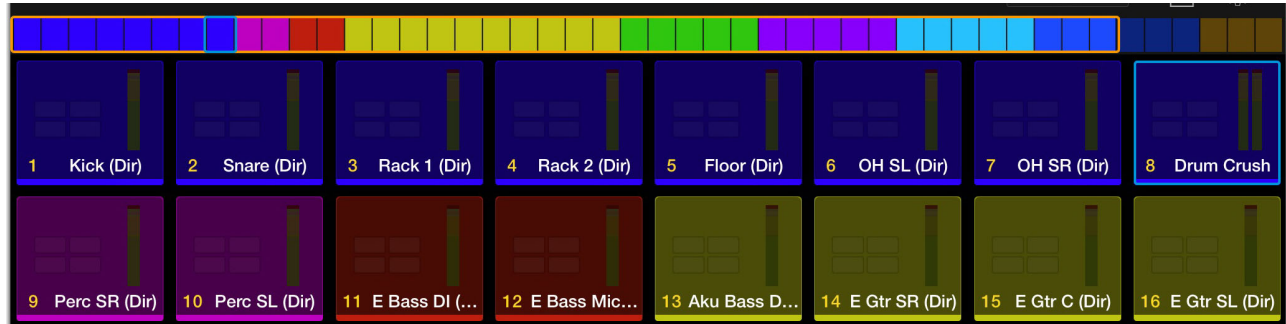 1 Kick (Dir) 2 Snare (Dir) 3 Rack 1 (Dir) 4 Rack 2 (Dir) 5 Floor (Dir) 6 OH SL (Dir) 7 OH SR (Dir) 8 Drum Crush
9 Perc SR (Dir) 10 Perc SL (Dir) 11 E Bass DI (... 12 E Bass Mic... 13 Aku Bass D... 14 E Gtr SR (Dir) 15 E Gtr C (Dir) 16 E Gtr SL (Dir)